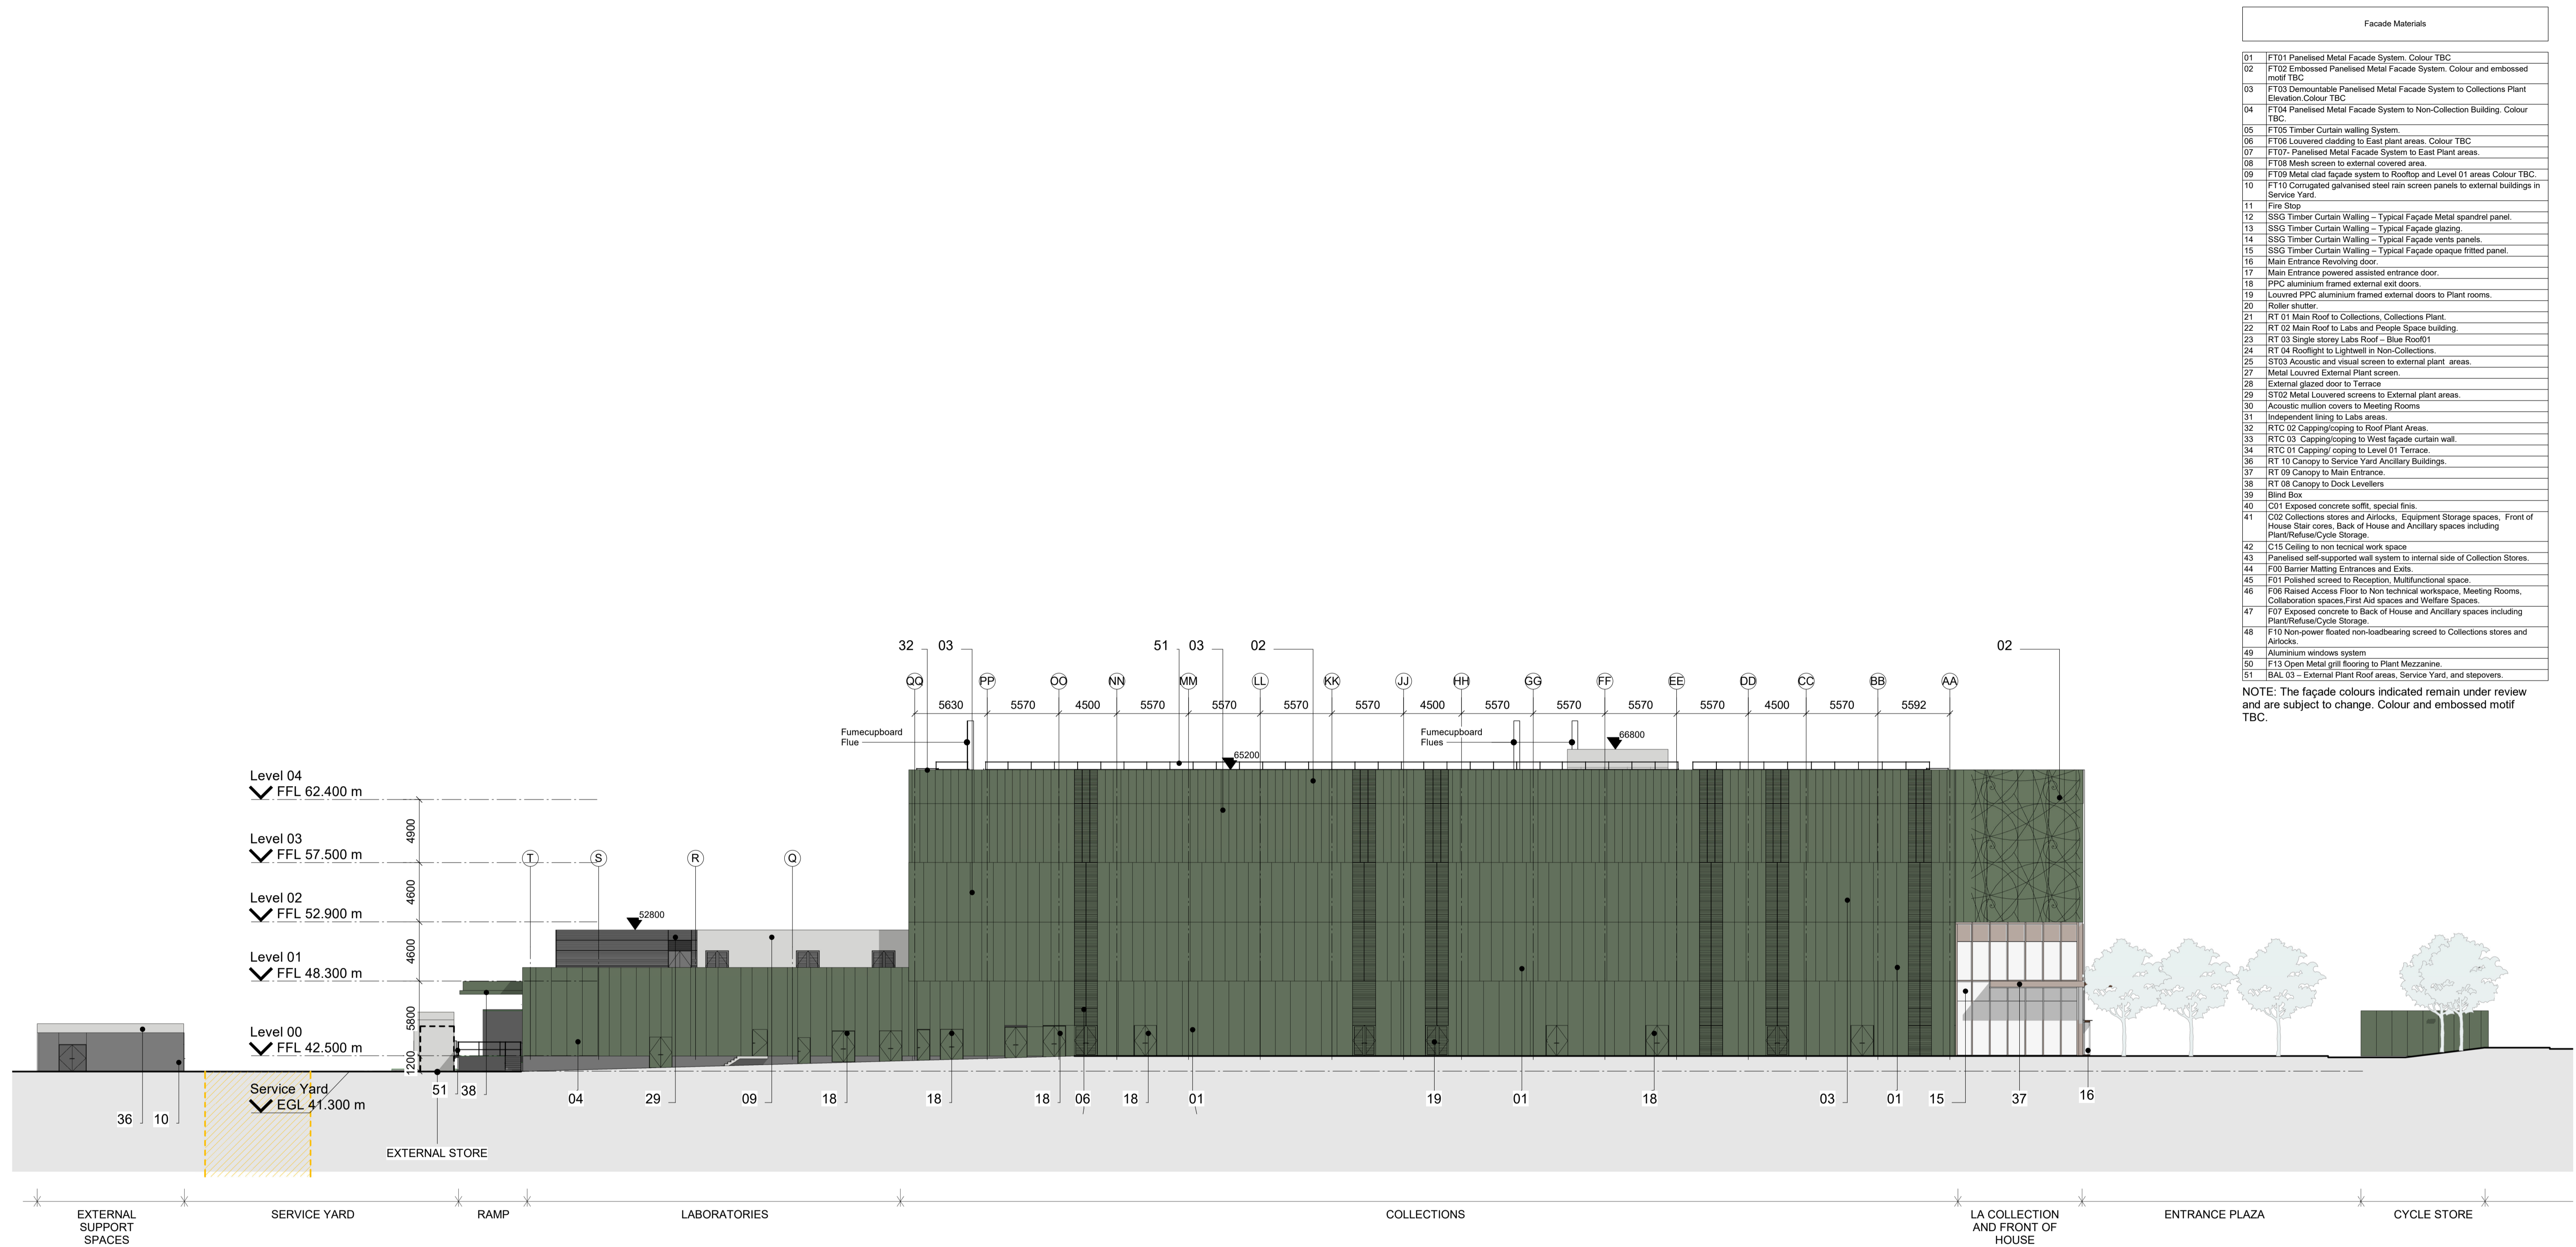 Facade Materials
01 FT01 Panelised Metal Facade System. Colour TBC
02 FT02 Embossed Panelised Metal Facade System. Colour and embossed
motif TBC
03 FT03 Demountable Panelised Metal Facade System to Collections Plant
Elevation.Colour TBC
04 FT04 Panelised Metal Facade System to Non-Collection Building. Colour
TBC.
05 FT05 Timber Curtain walling System.
06 FT06 Louvered cladding to East plant areas. Colour TBC
07 FT07- Panelised Metal Facade System to East Plant areas.
08 FT08 Mesh screen to external covered area.
09 FT09 Metal clad façade system to Rooftop and Level 01 areas Colour TBC.
10 FT10 Corrugated galvanised steel rain screen panels to external buildings in
Service Yard.
11 Fire Stop
12 SSG Timber Curtain Walling – Typical Façade Metal spandrel panel.
13 SSG Timber Curtain Walling – Typical Façade glazing.
14 SSG Timber Curtain Walling – Typical Façade vents panels.
15 SSG Timber Curtain Walling – Typical Façade opaque fritted panel.
16 Main Entrance Revolving door.
17 Main Entrance powered assisted entrance door.
18 PPC aluminium framed external exit doors.
19 Louvred PPC aluminium framed external doors to Plant rooms.
20 Roller shutter.
21 RT 01 Main Roof to Collections, Collections Plant.
22 RT 02 Main Roof to Labs and People Space building.
23 RT 03 Single storey Labs Roof – Blue Roof01
24 RT 04 Rooflight to Lightwell in Non-Collections.
25 ST03 Acoustic and visual screen to external plant areas.
27 Metal Louvred External Plant screen.
28 External glazed door to Terrace
29 ST02 Metal Louvered screens to External plant areas.
30 Acoustic mullion covers to Meeting Rooms
31 Independent lining to Labs areas.
32 RTC 02 Capping/coping to Roof Plant Areas.
33 RTC 03 Capping/coping to West façade curtain wall.
34 RTC 01 Capping/ coping to Level 01 Terrace.
36 RT 10 Canopy to Service Yard Ancillary Buildings.
37 RT 09 Canopy to Main Entrance.
38 RT 08 Canopy to Dock Levellers
39 Blind Box
40 C01 Exposed concrete soffit, special finis.
41 C02 Collections stores and Airlocks, Equipment Storage spaces, Front of
House Stair cores, Back of House and Ancillary spaces including
Plant/Refuse/Cycle Storage.
42 C15 Ceiling to non tecnical work space
43 Panelised self-supported wall system to internal side of Collection Stores.
44 F00 Barrier Matting Entrances and Exits.
45 F01 Polished screed to Reception, Multifunctional space.
46 F06 Raised Access Floor to Non technical workspace, Meeting Rooms,
Collaboration spaces,First Aid spaces and Welfare Spaces.
47 F07 Exposed concrete to Back of House and Ancillary spaces including
Plant/Refuse/Cycle Storage.
48 F10 Non-power floated non-loadbearing screed to Collections stores and
Airlocks.
49 Aluminium windows system
50 F13 Open Metal grill flooring to Plant Mezzanine.
51 BAL 03 – External Plant Roof areas, Service Yard, and stepovers.
NOTE: The façade colours indicated remain under review
and are subject to change. Colour and embossed motif
TBC.
32 03 51 03 02 02
QQ PP OO NN MM LL KK JJ HH GG FF EE DD CC BB AA
5630 5570 4500 5570 5570 5570 5570 4500 5570 5570 5570 5570 4500 5570 5592
Fumecupboard
Flue
Fumecupboard
Flues
66800
65200
Level 04
FFL 62.400 m
4900
Level 03
FFL 57.500 m
T S R Q
4600
Level 02
FFL 52.900 m
52800
4600
Level 01
FFL 48.300 m
5800
Level 00
FFL 42.500 m
1200
Service Yard
EGL 41.300 m
51 38 04 29 09 18 18 18 06 18 01 19 01 18 03 01 15 37 16
36 10
EXTERNAL STORE
EXTERNAL
SUPPORT
SPACES
SERVICE YARD
RAMP
LABORATORIES
COLLECTIONS
LA COLLECTION
AND FRONT OF
HOUSE
ENTRANCE PLAZA
CYCLE STORE